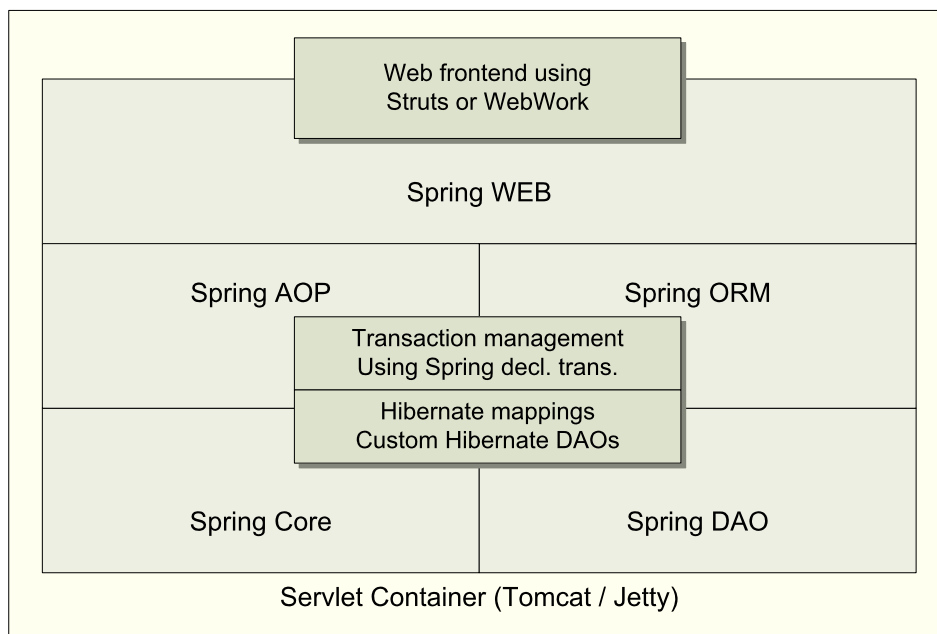 Web frontend using
Struts or WebWork
Spring WEB
Spring AOP
Spring ORM
Transaction management
Using Spring decl. trans.
Hibernate mappings
Custom Hibernate DAOs
Spring Core
Spring DAO
Servlet Container (Tomcat / Jetty)